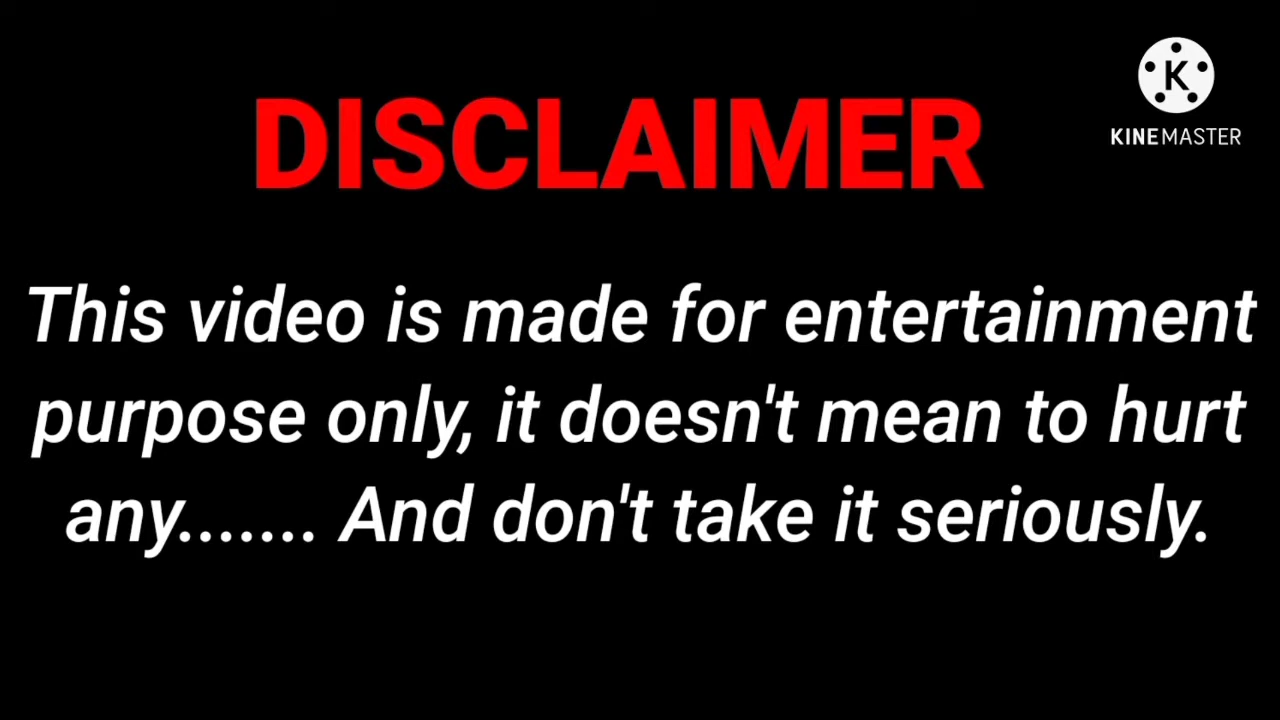 K
KINEMASTER
DISCLAIMER
This video is made for entertainment
purpose only, it doesn't mean to hurt
any....... And don't take it seriously.